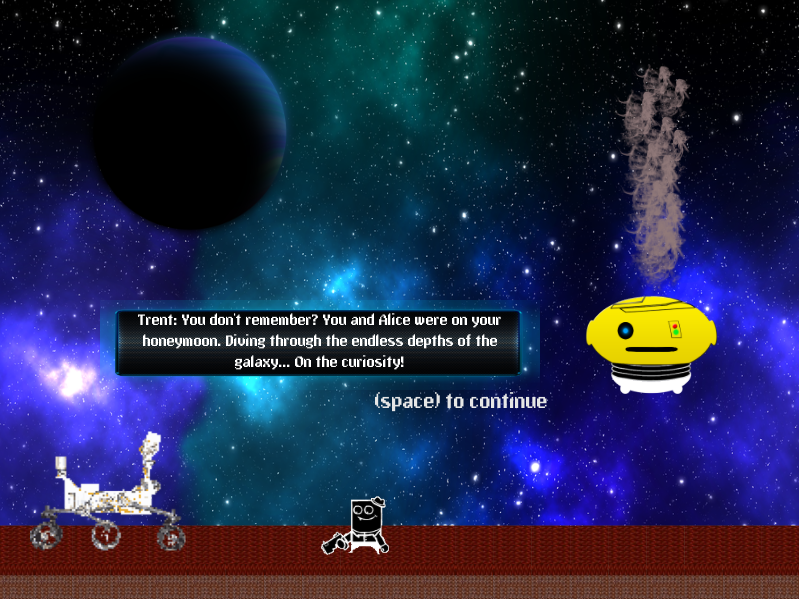 Trent: You don't remember? You and Alice were on your
honeymoon. Diving through the endless depths of the
galaxy... On the curiosity!
(space) to continue